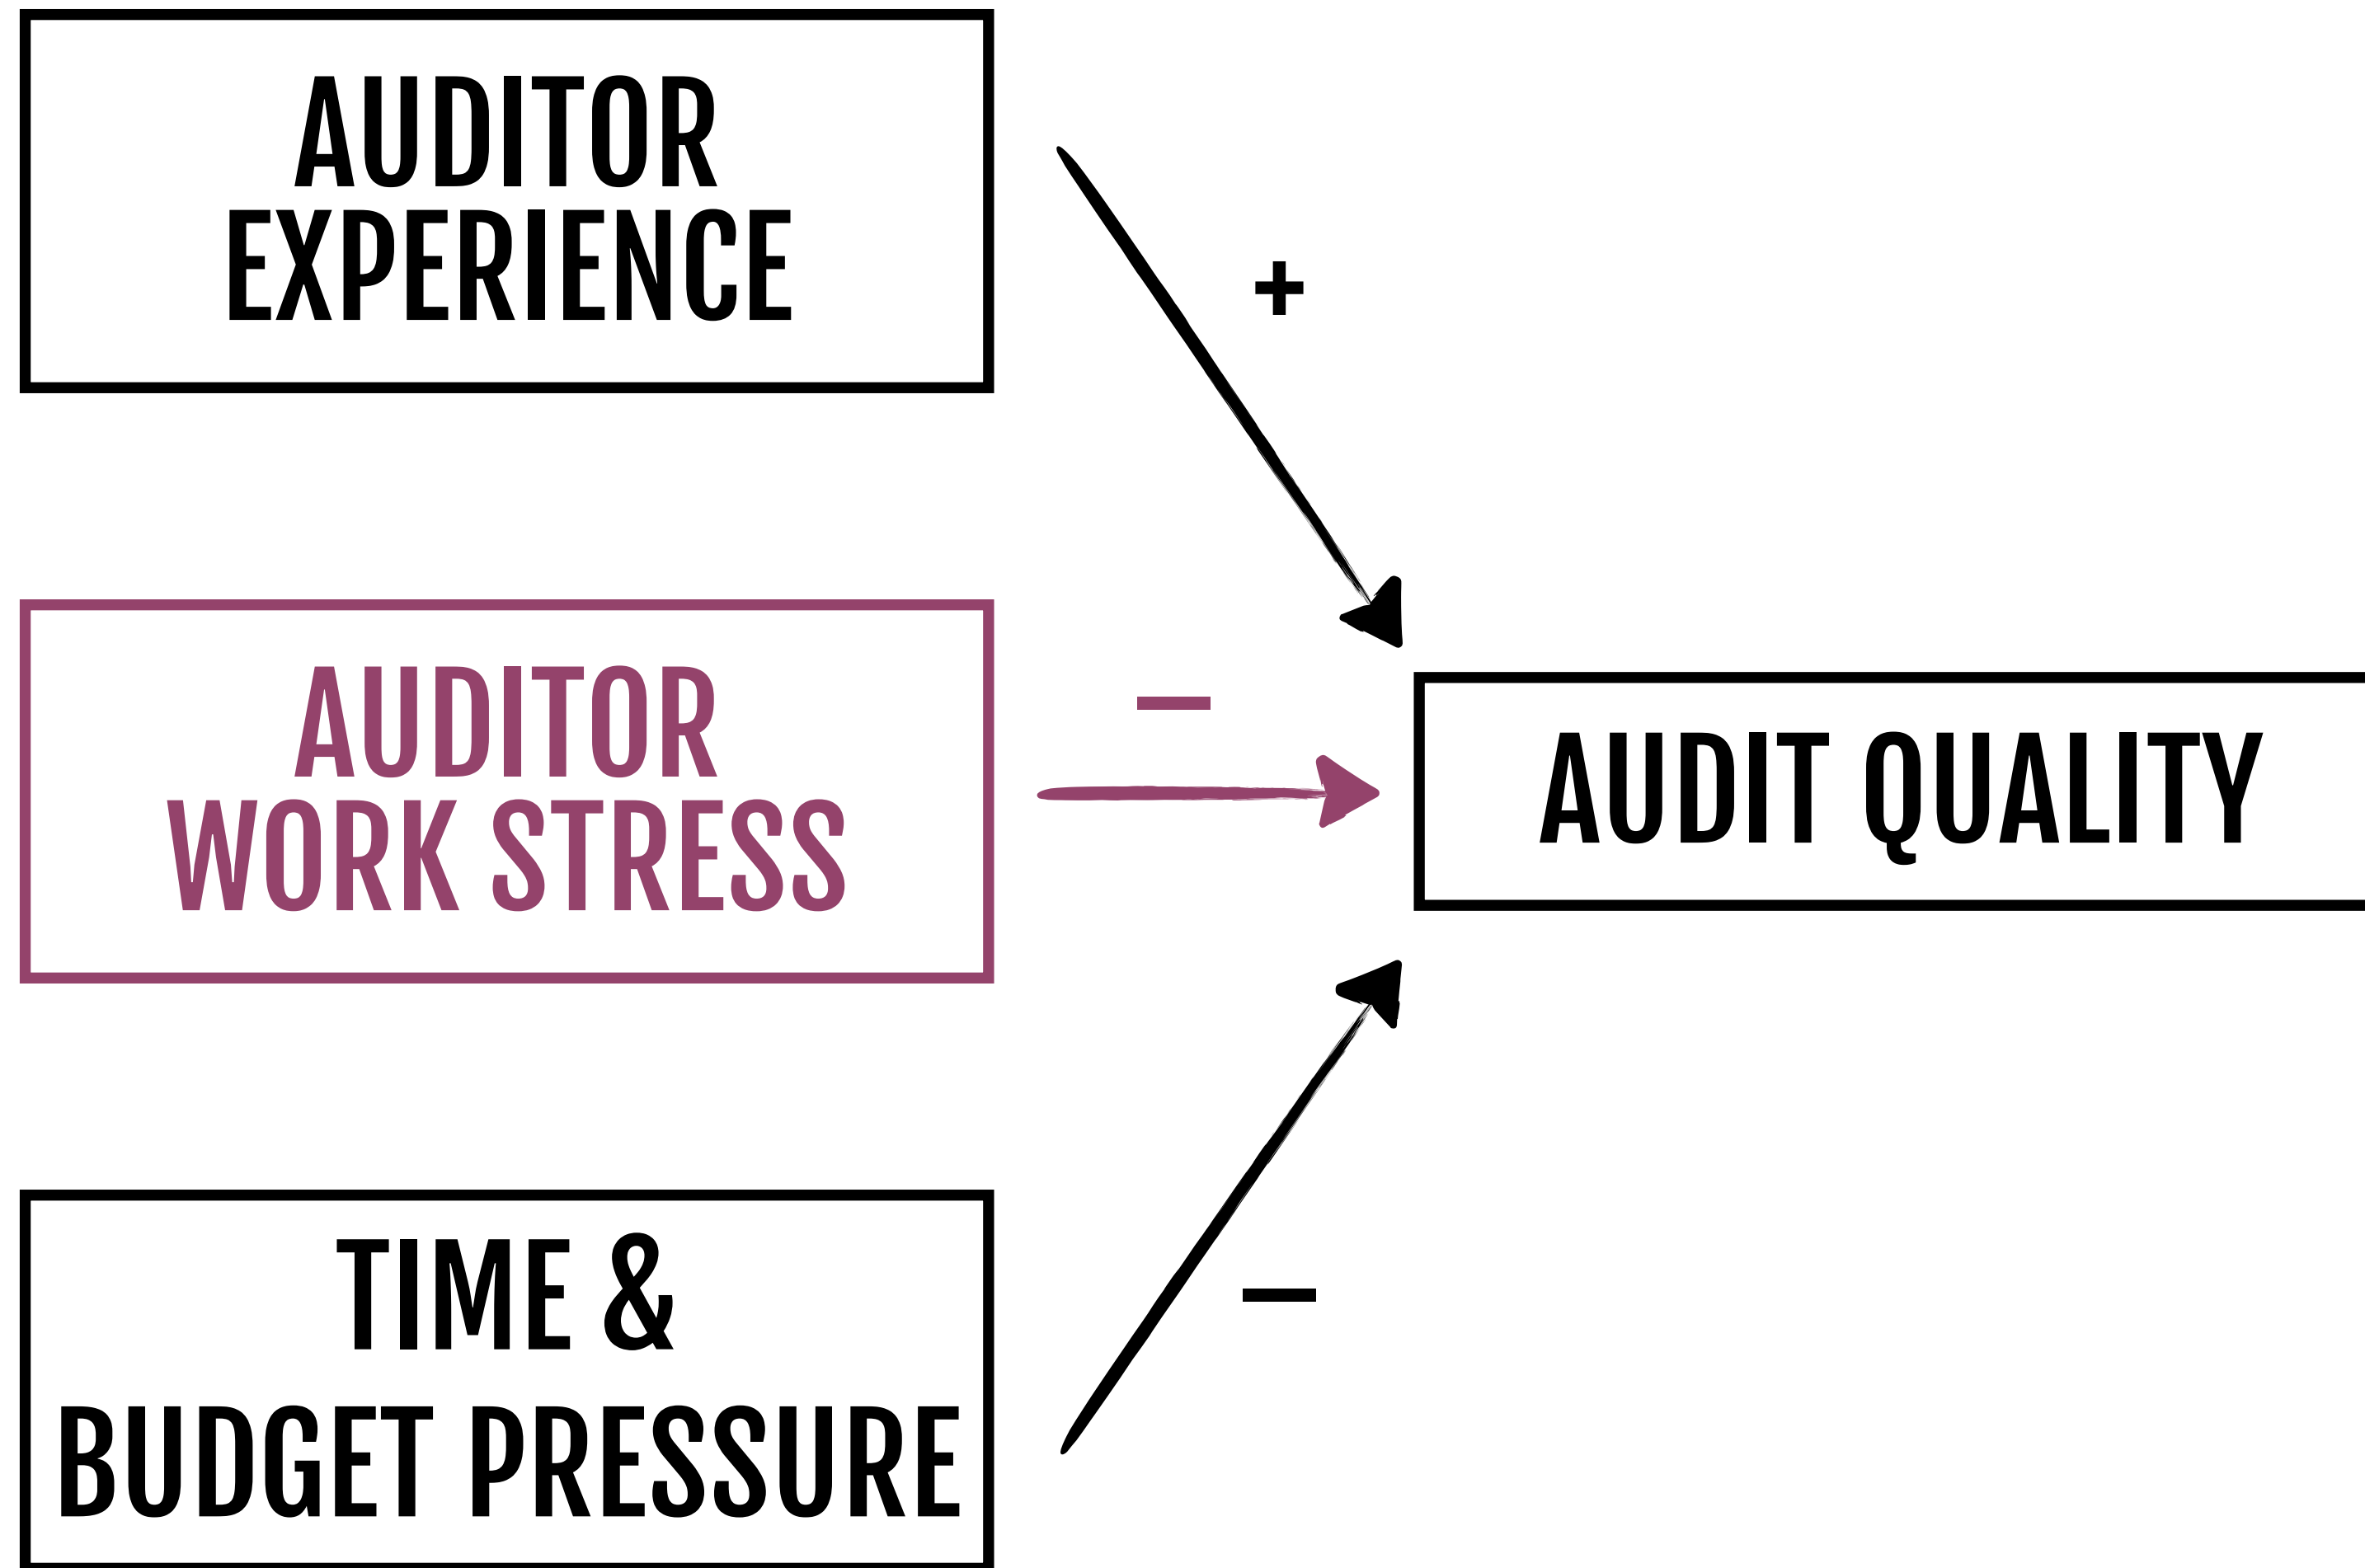 AUDITOR
EXPERIENCE
+
AUDITOR
WORK STRESS
—
AUDIT QUALITY
TIME &
BUDGET PRESSURE
—